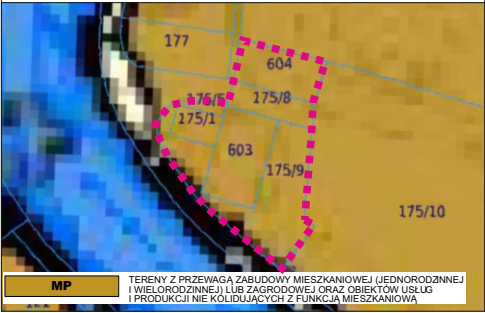 177
604
175/5
175/8
175/1
603
175/9
175/10
MP
TERENY Z PRZEWAGĄ ZABUDOWY MIESZKANIOWEJ (JEDNORODZINNEJ
I WIELORODZINNEJ) LUB ZAGRODOWEJ ORAZ OBIEKTÓW USŁUG
I PRODUKCJI NIE KOLIDUJĄCYCH Z FUNKCJĄ MIESZKANIOWĄ